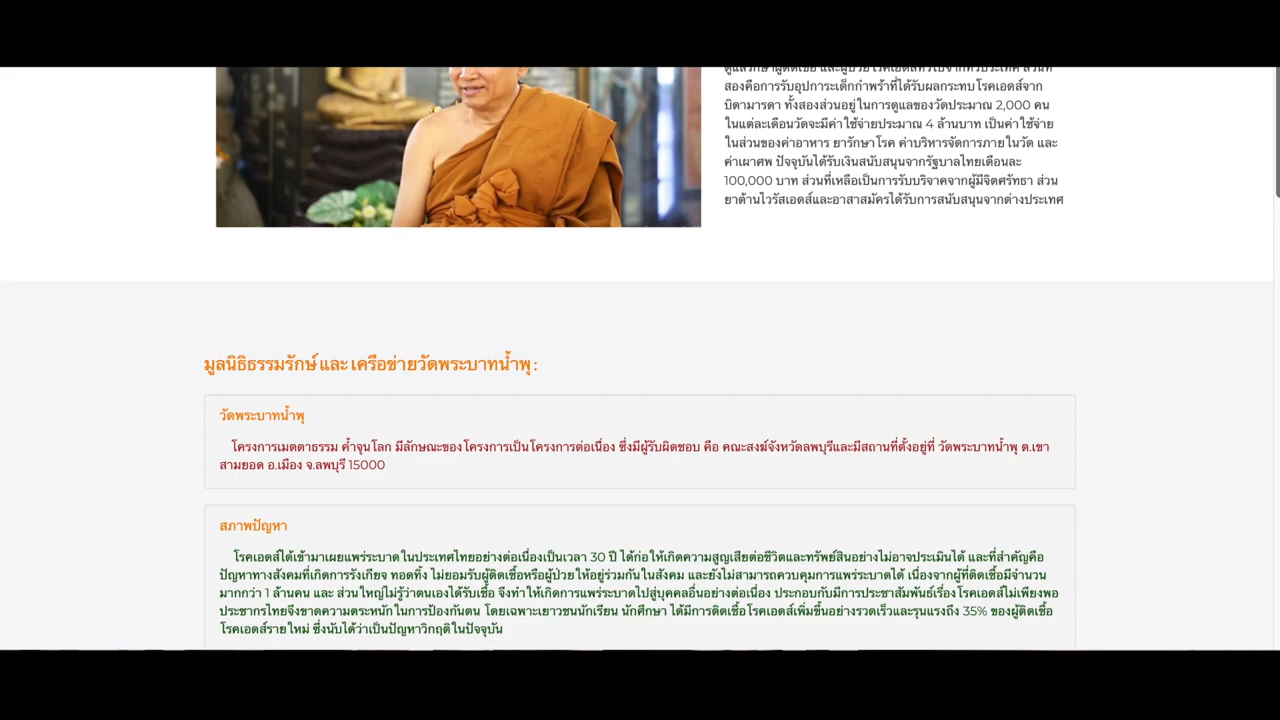 ดูแลรักษาผู้ติดเชื้อ และผู้ป่วยโรคเอดส์ทั่วไปจากทั่วประเทศ ส่วนที่
สองคือการรับอุปการะเด็กกำพร้าที่ได้รับผลกระทบโรคเอดส์จาก
บิดามารดา ทั้งสองส่วนอยู่ในการดูแลของวัดประมาณ 2,000 คน
ในแต่ละเดือนวัดจะมีค่าใช้จ่ายประมาณ 4 ล้านบาท เป็นค่าใช้จ่าย
ในส่วนของค่าอาหาร ยารักษาโรค ค่าบริหารจัดการภายในวัด และ
ค่าเผาศพ ปัจจุบันได้รับเงินสนับสนุนจากรัฐบาลไทยเดือนละ
100,000 บาท ส่วนที่เหลือเป็นการรับบริจาคจากผู้มีจิตศรัทธา ส่วน
ยาต้านไวรัสเอดส์และอาสาสมัครได้รับการสนับสนุนจากต่างประเทศ
มูลนิธิธรรมรักษ์ และ เครือข่ายวัดพระบาทน้ำพุ :
วัดพระบาทน้ำพุ
โครงการเมตตาธรรม ค้ำจุนโลก มีลักษณะของโครงการเป็นโครงการต่อเนื่อง ซึ่งมีผู้รับผิดชอบ คือ คณะสงฆ์จังหวัดลพบุรีและมีสถานที่ตั้งอยู่ที่ วัดพระบาทน้ำพุ ต.เขา
สามยอด อ.เมือง จ.ลพบุรี 15000
สภาพปัญหา
โรคเอดส์ได้เข้ามาเผยแพร่ระบาดในประเทศไทยอย่างต่อเนื่องเป็นเวลา 30 ปี ได้ก่อให้เกิดความสูญเสียต่อชีวิตและทรัพย์สินอย่างไม่อาจประเมินได้ และที่สำคัญคือ
ปัญหาทางสังคมที่เกิดการรังเกียจ ทอดทิ้ง ไม่ยอมรับผู้ติดเชื้อหรือผู้ป่วยให้อยู่ร่วมกันในสังคม และยังไม่สามารถควบคุมการแพร่ระบาดได้ เนื่องจากผู้ที่ติดเชื้อมีจำนวน
มากกว่า 1 ล้านคน และ ส่วนใหญ่ไม่รู้ว่าตนเองได้รับเชื้อ จึงทำให้เกิดการแพร่ระบาดไปสู่บุคคลอื่นอย่างต่อเนื่อง ประกอบกับมีการประชาสัมพันธ์เรื่องโรคเอดส์ไม่เพียงพอ
ประชากรไทยจึงขาดความตระหนักในการป้องกันตน โดยเฉพาะเยาวชนนักเรียน นักศึกษา ได้มีการติดเชื้อโรคเอดส์เพิ่มขึ้นอย่างรวดเร็วและรุนแรงถึง 35% ของผู้ติดเชื้อ
โรคเอดส์รายใหม่ ซึ่งนับได้ว่าเป็นปัญหาวิกฤติในปัจจุบัน